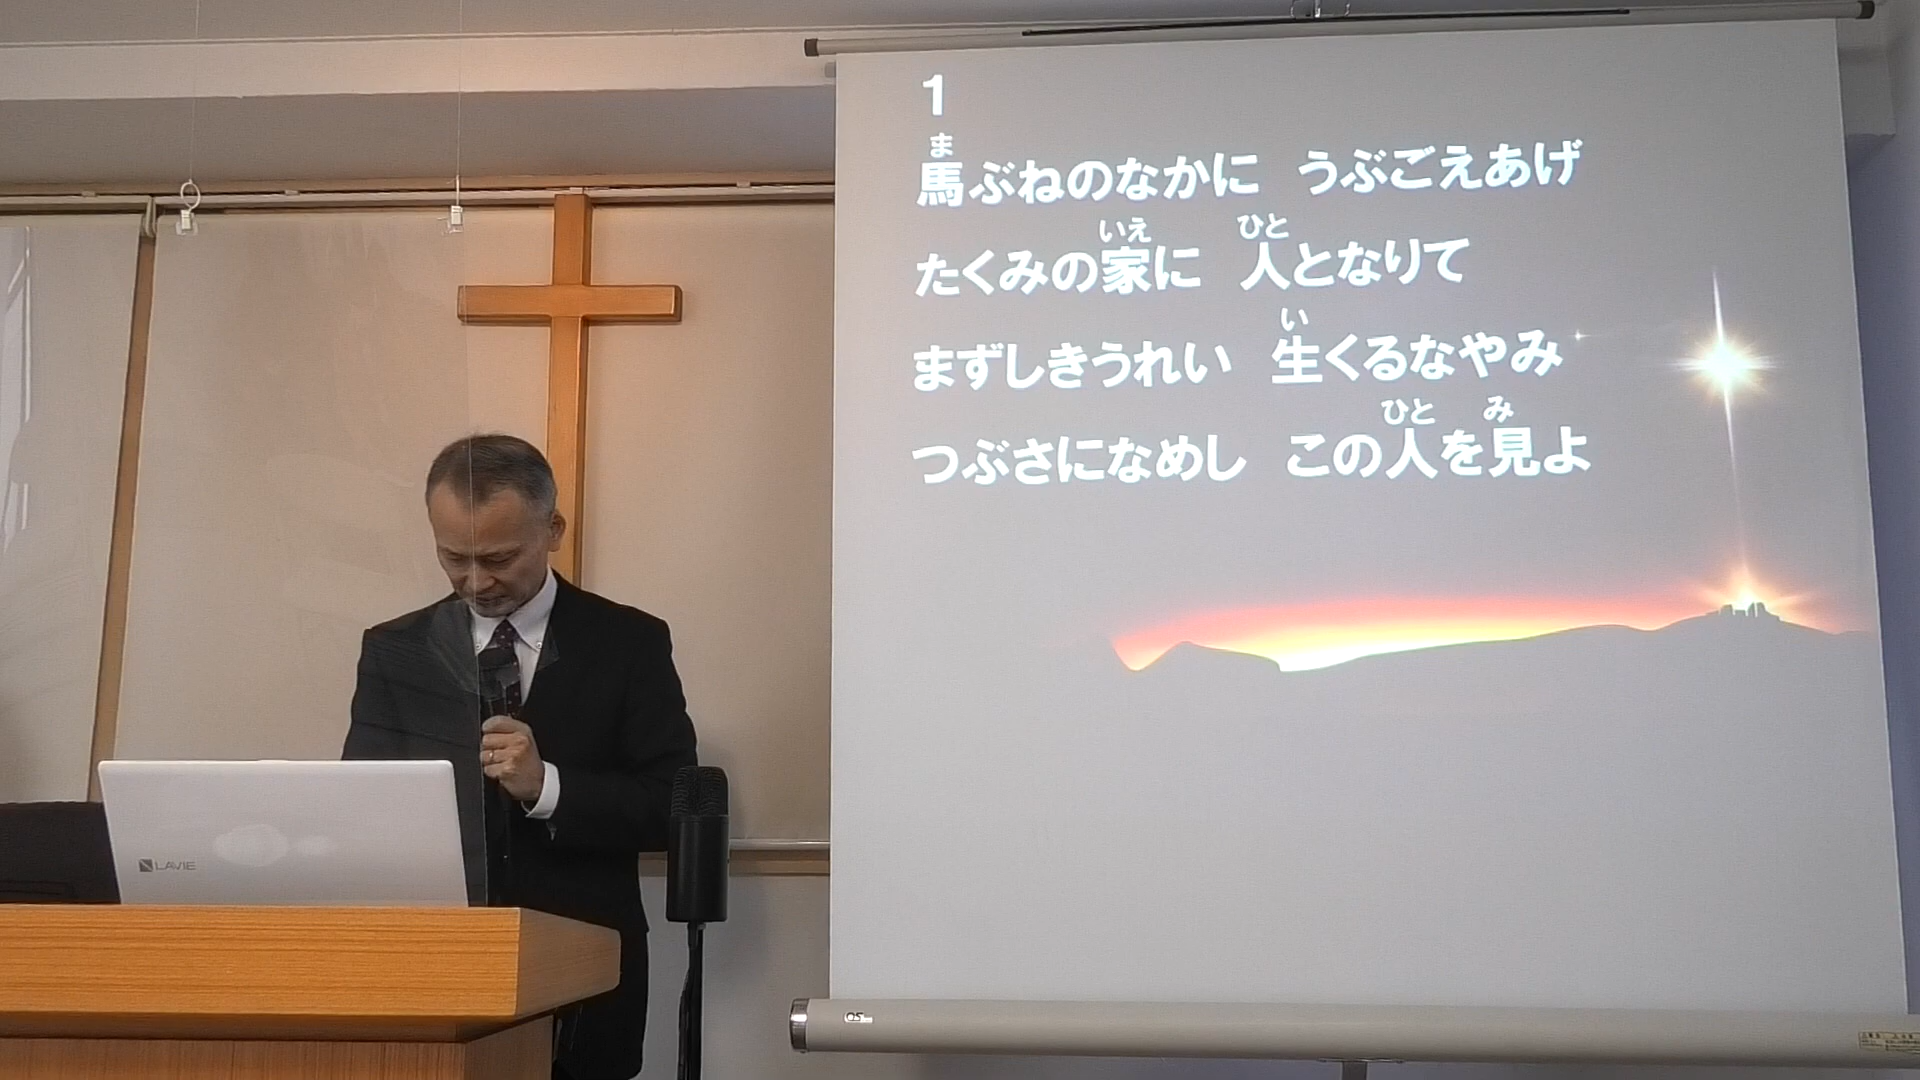 1
ま
馬ぶねのなかに うぶごえあげ
いえ ひと
たくみの家に 人となりて
い
まずしきうれい 生くるなやみ
ひと み
つぶさになめし この人を見よ
LAVIE
OS